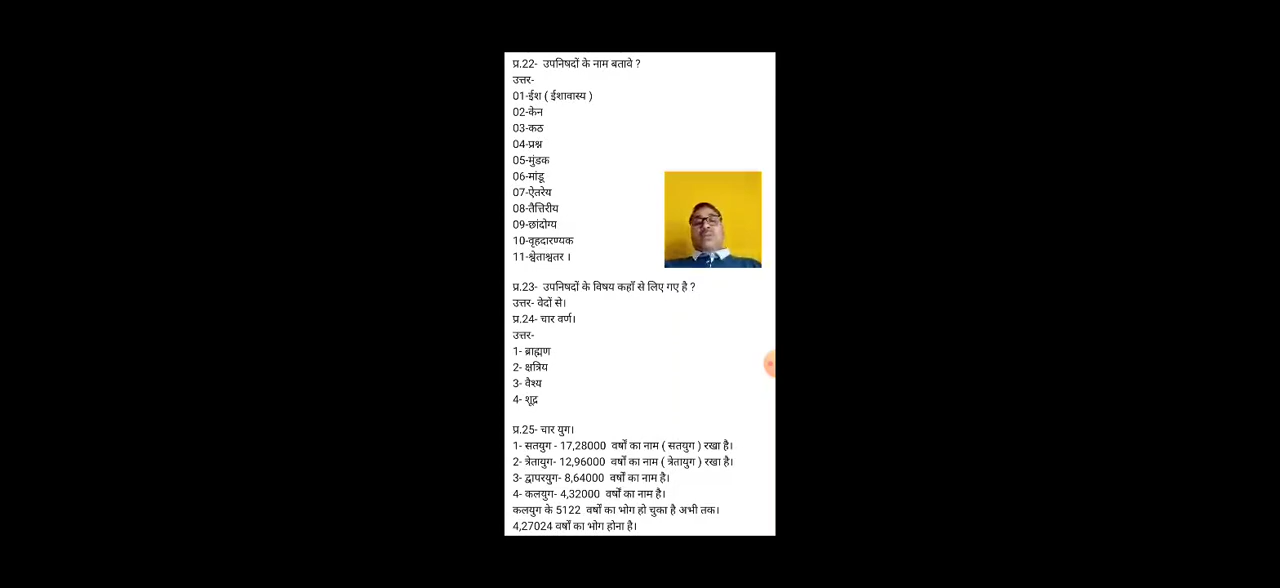 प्र.22- उपनिषदों के नाम बतावे ?
उत्तर-
01-ईश ( ईशावास्य )
02-केन
03-कठ
04-प्रश्न
05-मुंडक
06-मांडू
07-ऐतरेय
08-तैत्तिरीय
09-छांदोग्य
10-वृहदारण्यक
11-श्वेताश्वतर ।
प्र.23- उपनिषदों के विषय कहाँ से लिए गए है ?
उत्तर- वेदों से।
प्र.24- चार वर्ण।
उत्तर-
1- ब्राह्मण
2- क्षत्रिय
3- वैश्य
4- शूद्र
प्र.25- चार युग।
1- सतयुग - 17,28000 वर्षों का नाम ( सतयुग ) रखा है।
2- त्रेतायुग- 12,96000 वर्षों का नाम ( त्रेतायुग ) रखा है।
3- द्वापरयुग- 8,64000 वर्षों का नाम है।
4- कलयुग- 4,32000 वर्षों का नाम है।
कलयुग के 5122 वर्षों का भोग हो चुका है अभी तक।
4,27024 वर्षों का भोग होना है।